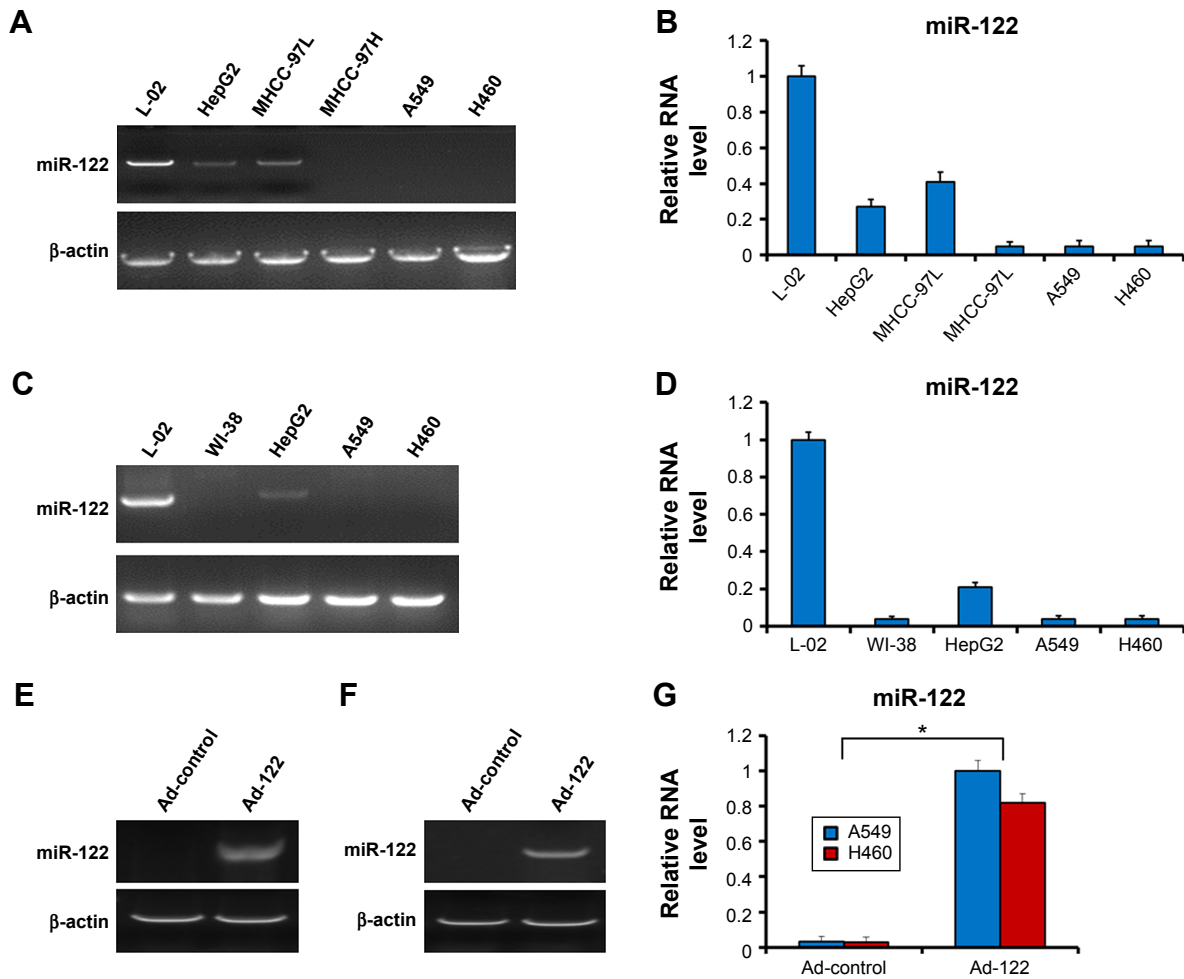 A
L-02
HepG2
MHCC-97L
MHCC-97H
A549
H460
miR-122
β-actin
B
miR-122
Relative RNA
level
1.2
1
0.8
0.6
0.4
0.2
0
L-02
HepG2
MHCC-97L
MHCC-97L
A549
H460
C
L-02
WI-38
HepG2
A549
H460
miR-122
β-actin
D
miR-122
Relative RNA
level
1.2
1
0.8
0.6
0.4
0.2
0
L-02
WI-38
HepG2
A549
H460
E
Ad-control
Ad-122
miR-122
β-actin
F
Ad-control
Ad-122
miR-122
β-actin
G
miR-122
*
Relative RNA
level
1.2
1
0.8
0.6
0.4
0.2
0
A549
H460
Ad-control
Ad-122